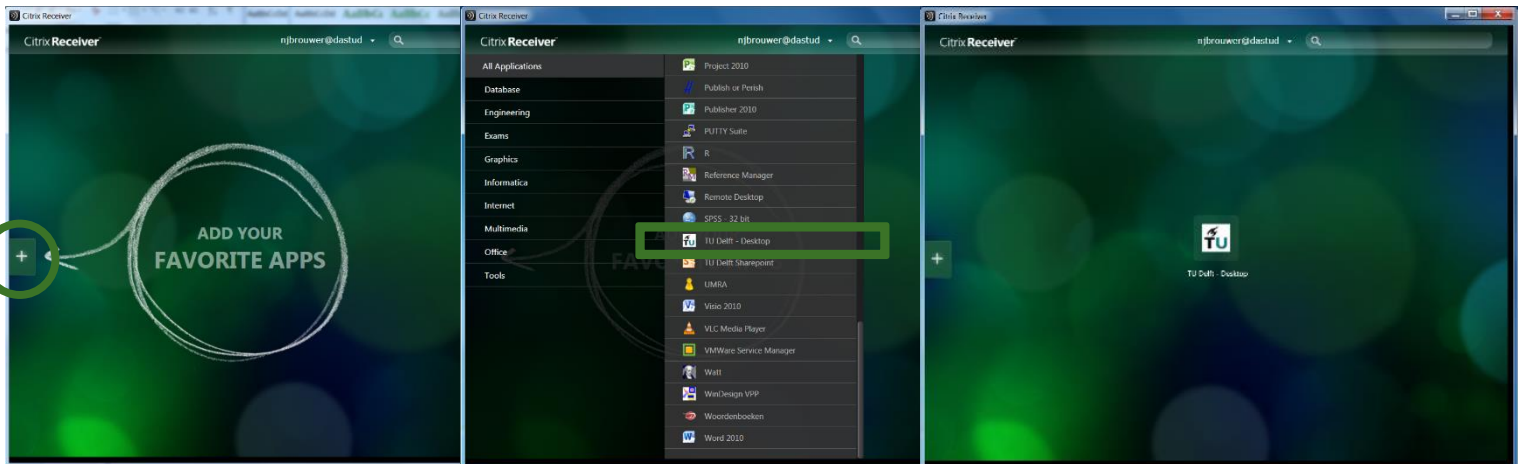 Citrix Receiver
Citrix Receiver
njbrouwer@dastud
ADD YOUR
FAVORITE APPS
+
Citrix Receiver
Citrix Receiver
njbrouwer@dastud
All Applications
Database
Engineering
Exams
Graphics
Informatica
Internet
Multimedia
Office
Tools
Project 2010
Publish or Perish
Publisher 2010
PUTTY Suite
R
Reference Manager
Remote Desktop
SPSS - 32 bit
TU Delft - Desktop
TU Delft Sharepoint
UMRA
Visio 2010
VLC Media Player
VMWare Service Manager
Watt
WinDesign VPP
Woordenboeken
Word 2010
Citrix Receiver
Citrix Receiver
njbrouwer@dastud
+
TU
TU Delft - Desktop